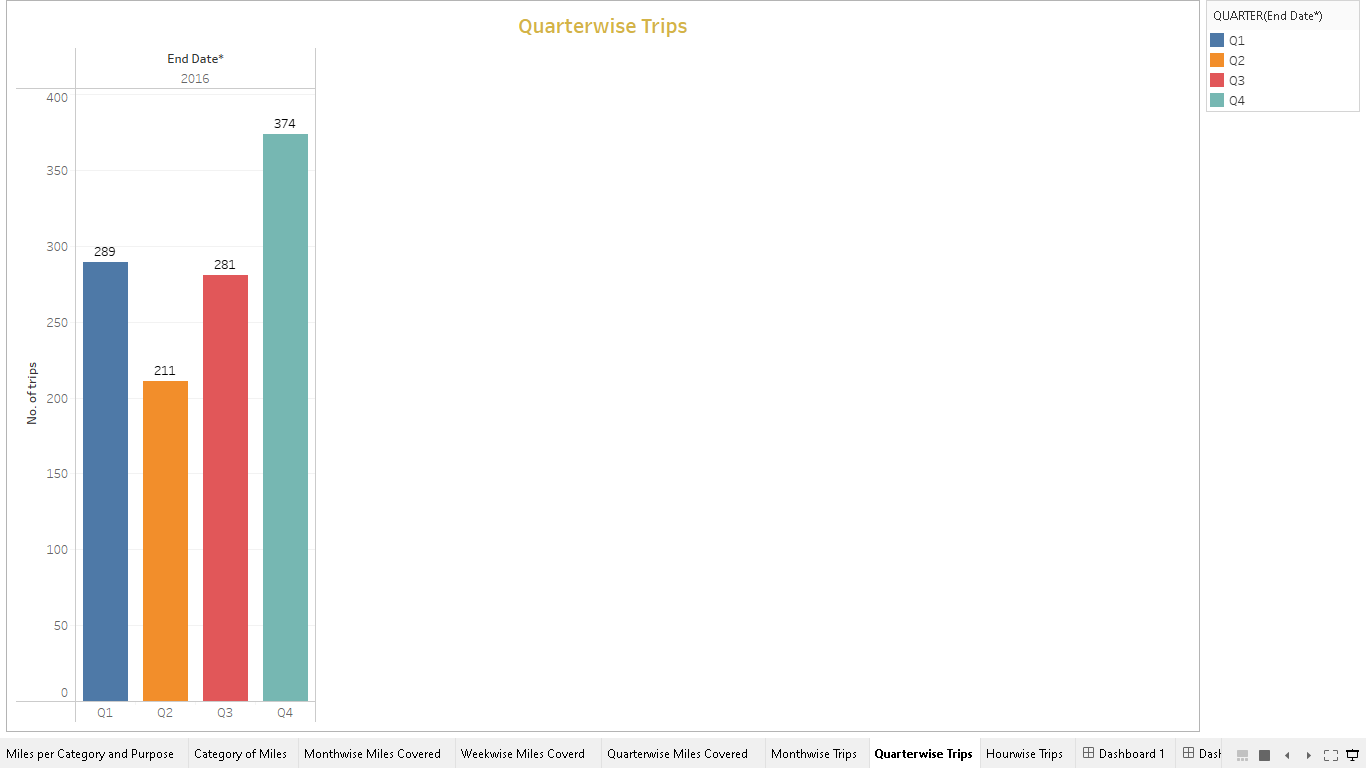 Quarterwise Trips
QUARTER(End Date*)
Q1
Q2
Q3
Q4
End Date*
2016
400
350
300
250
200
150
100
50
0
No. of trips
289
211
281
374
Q1 Q2 Q3 Q4
Miles per Category and Purpose Category of Miles Monthwise Miles Covered Weekwise Miles Coverd Quarterwise Miles Covered Monthwise Trips Quarterwise Trips Hourwise Trips Dashboard 1